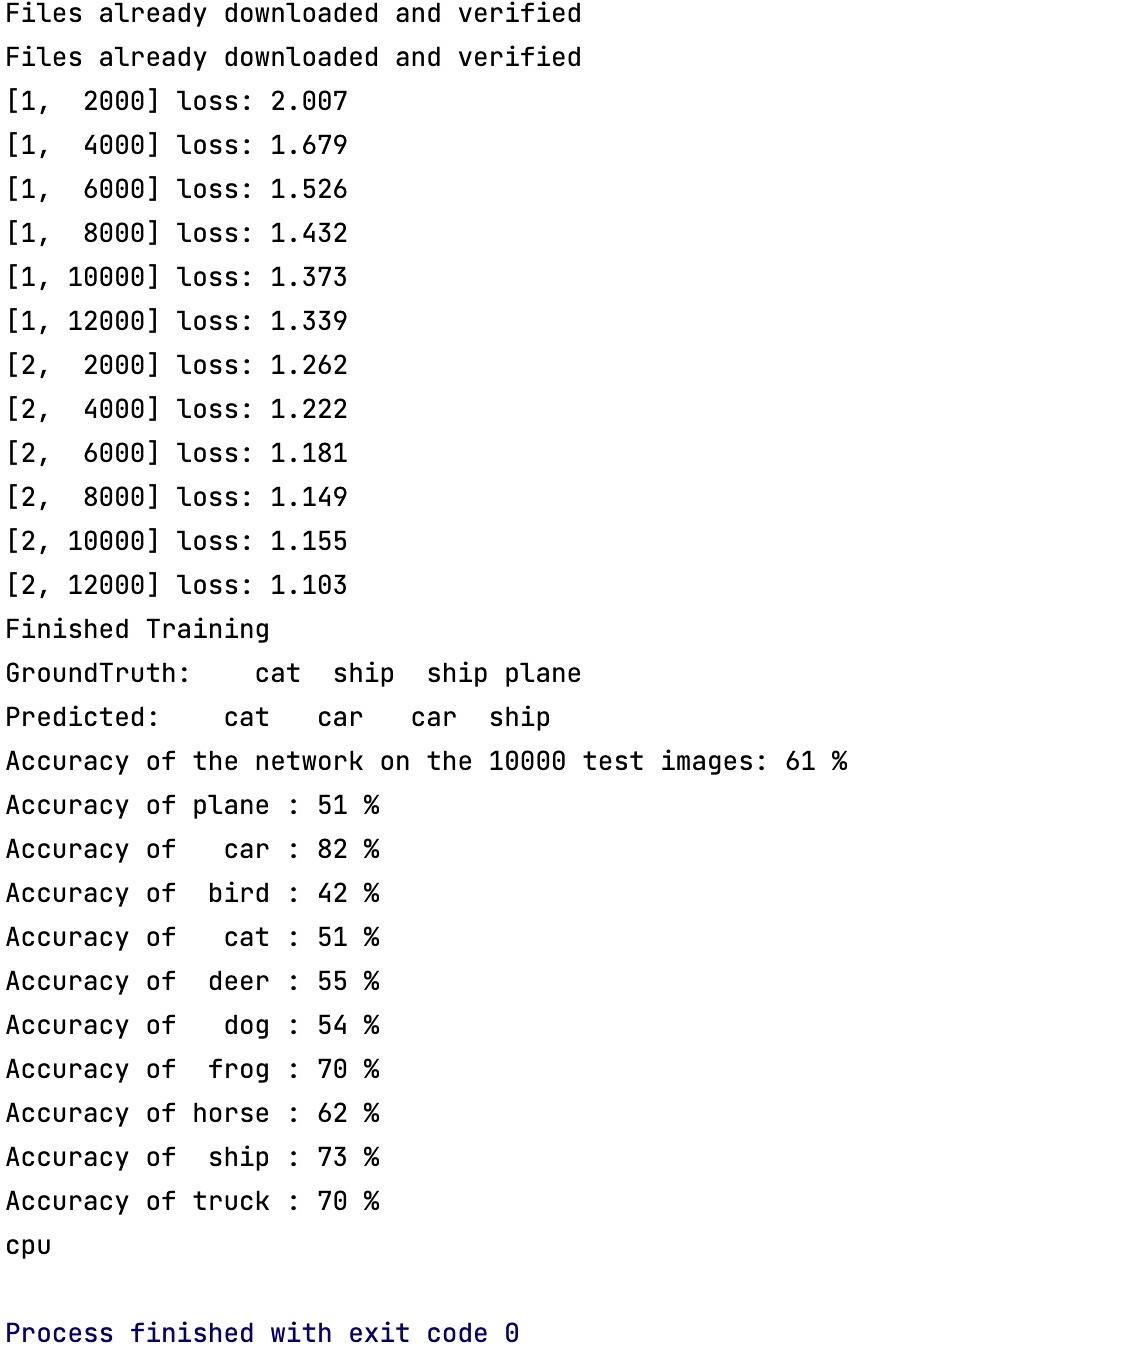 Files already downloaded and verified
Files already downloaded and verified
[1,  2000] loss: 2.007
[1,  4000] loss: 1.679
[1,  6000] loss: 1.526
[1,  8000] loss: 1.432
[1, 10000] loss: 1.373
[1, 12000] loss: 1.339
[2,  2000] loss: 1.262
[2,  4000] loss: 1.222
[2,  6000] loss: 1.181
[2,  8000] loss: 1.149
[2, 10000] loss: 1.155
[2, 12000] loss: 1.103
Finished Training
GroundTruth:    cat  ship  ship plane
Predicted:    cat   car   car  ship
Accuracy of the network on the 10000 test images: 61 %
Accuracy of plane : 51 %
Accuracy of   car : 82 %
Accuracy of  bird : 42 %
Accuracy of   cat : 51 %
Accuracy of  deer : 55 %
Accuracy of   dog : 54 %
Accuracy of  frog : 70 %
Accuracy of horse : 62 %
Accuracy of  ship : 73 %
Accuracy of truck : 70 %
cpu
Process finished with exit code 0